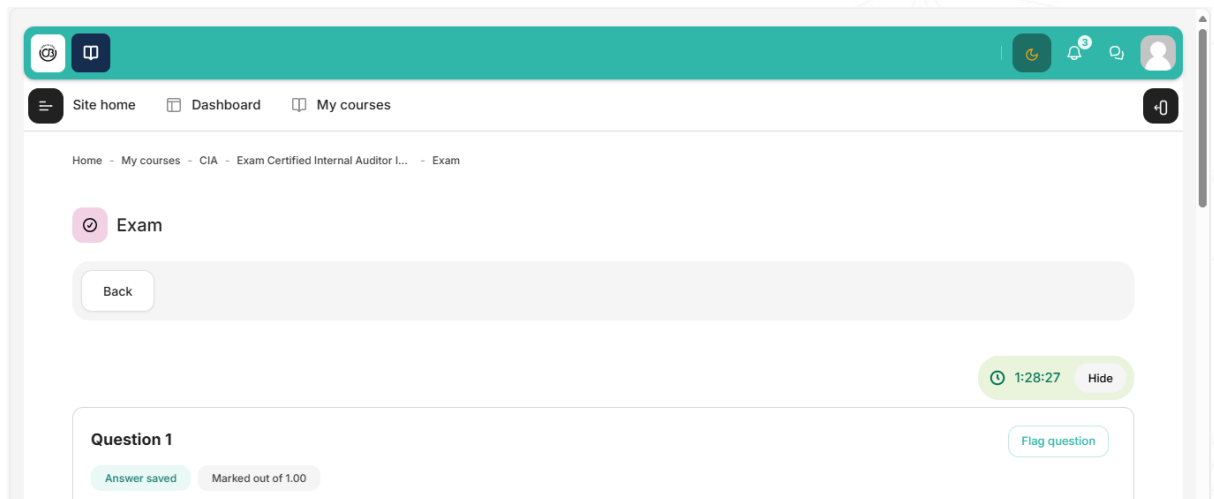 CB
3
Site home Dashboard My courses
Home - My courses - CIA - Exam Certified Internal Auditor I... - Exam
Exam
Back
1:28:27 Hide
Question 1 Flag question
Answer saved Marked out of 1.00